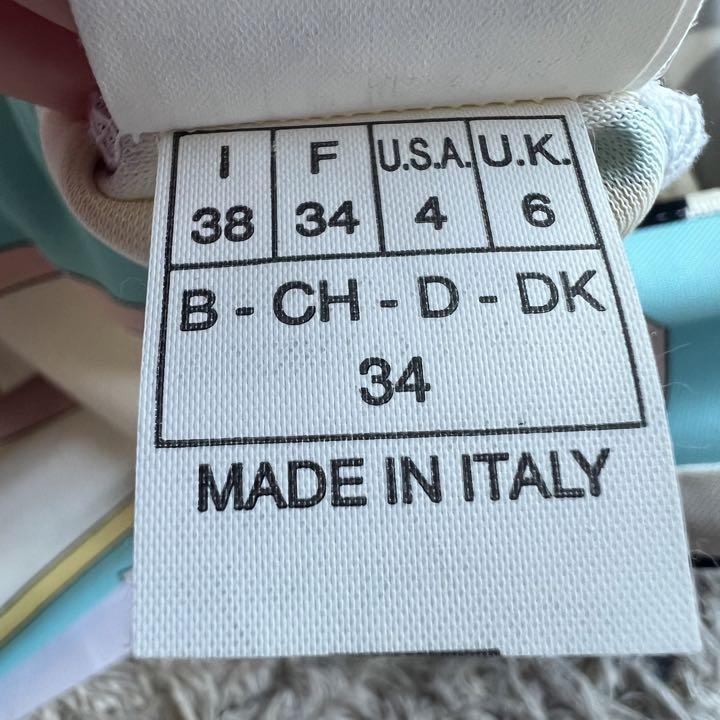 I F U.S.A. U.K.
38 34 4 6
B - CH - D - DK
34
MADE IN ITALY